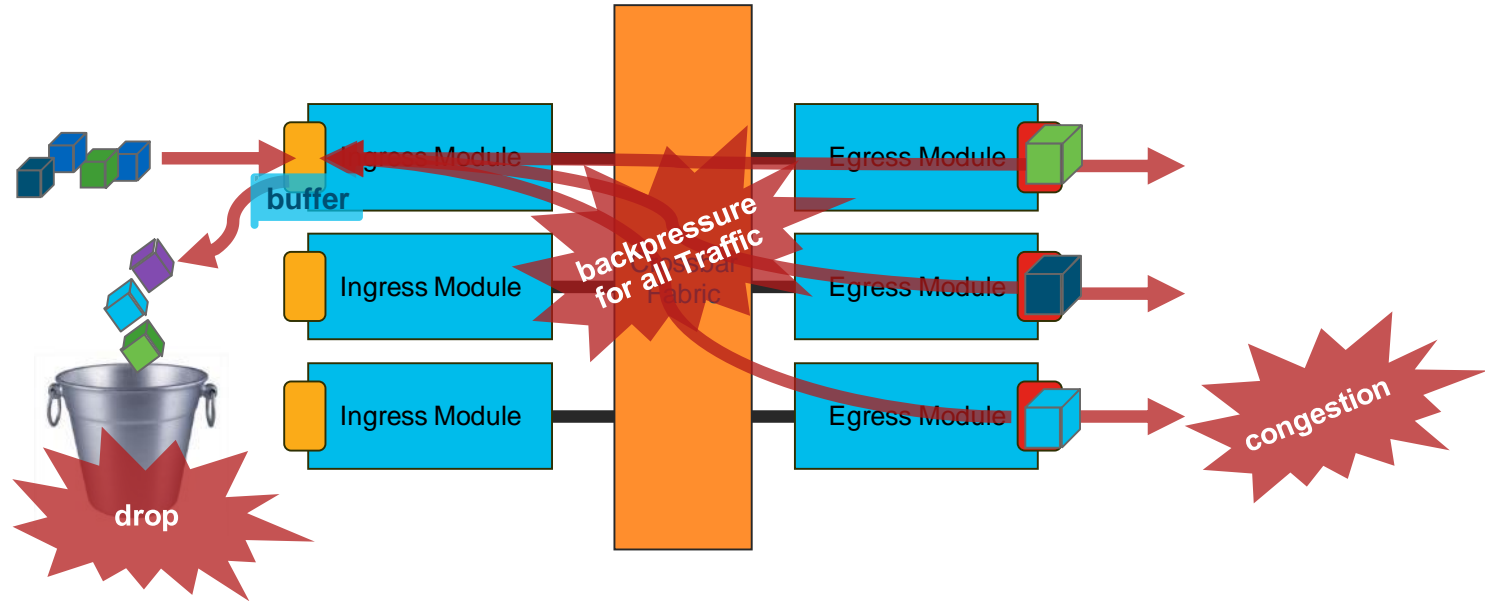 Ingress Module
Egress Module
buffer
backpressure
for all Traffic
Crossbar
Fabric
Ingress Module
Egress Module
Ingress Module
Egress Module
congestion
drop